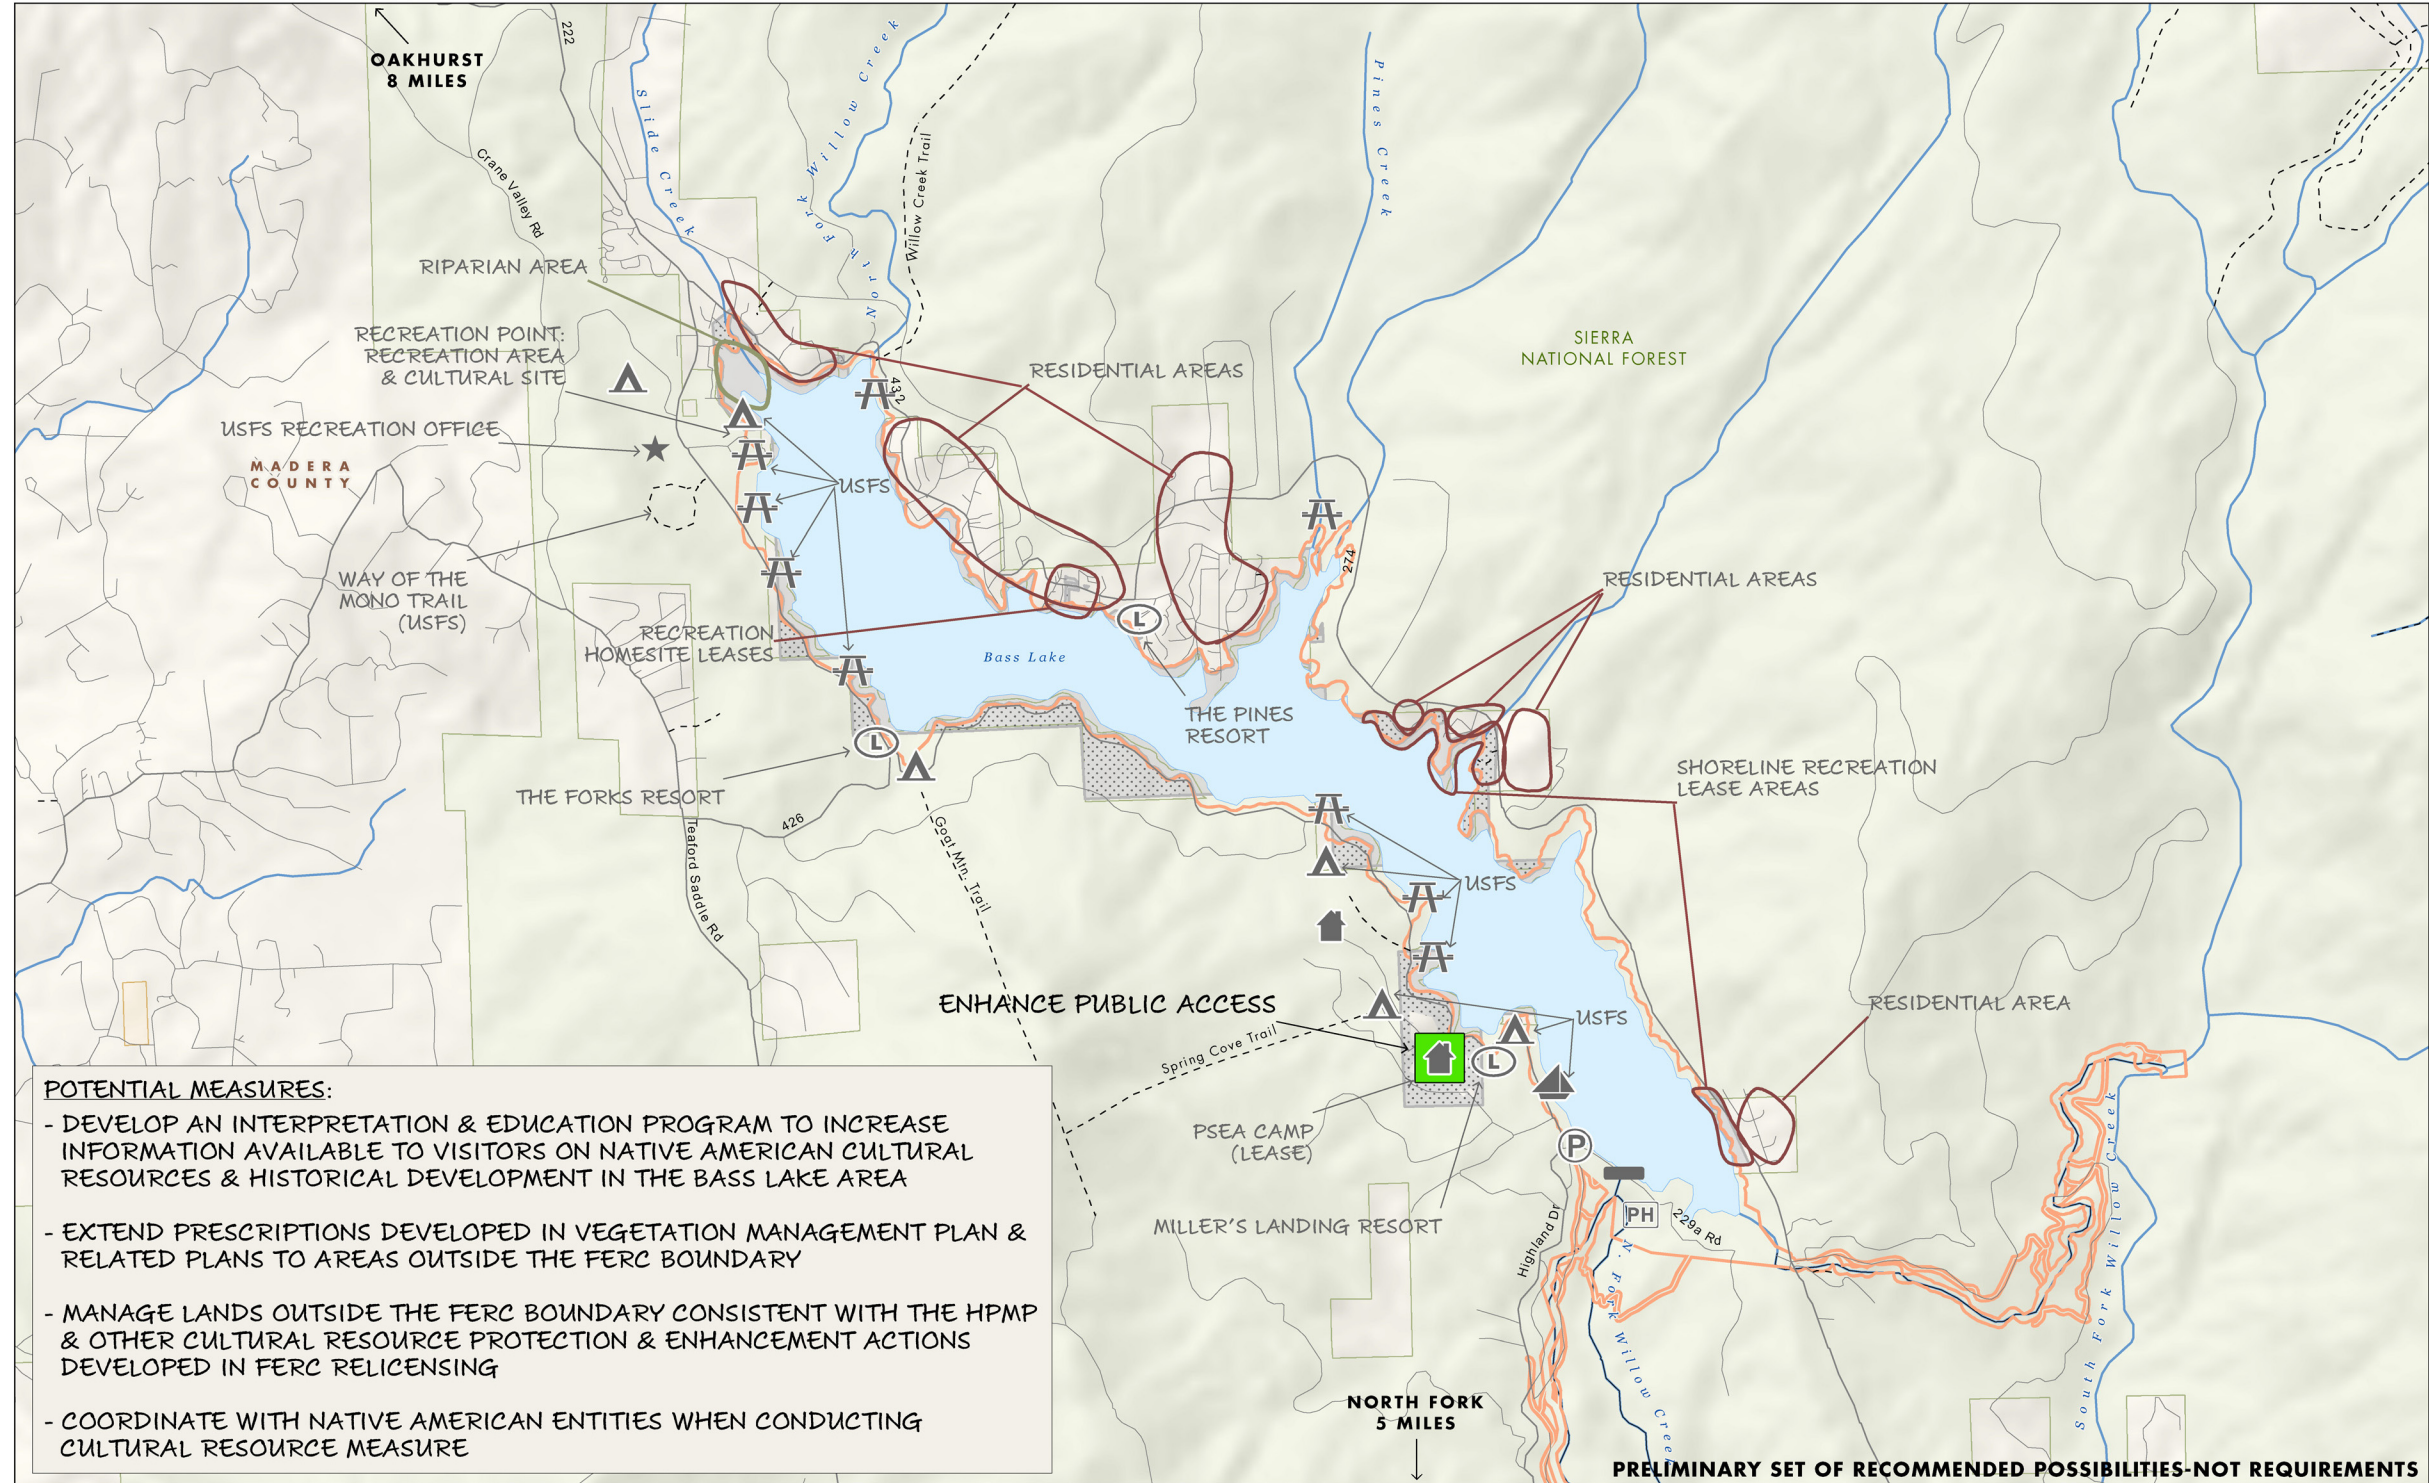 OAKHURST
8 MILES
222
Slide Creek
North Fork Willow Creek
Willow Creek Trail
Pines Creek
Crane Valley Rd
RIPARIAN AREA
RECREATION POINT:
RECREATION AREA
& CULTURAL SITE
432
RESIDENTIAL AREAS
SIERRA
NATIONAL FOREST
USFS RECREATION OFFICE
MADERA
COUNTY
USFS
WAY OF THE
MONO TRAIL
(USFS)
274
RESIDENTIAL AREAS
RECREATION
HOMESITE LEASES
L
Bass Lake
THE PINES
RESORT
L
THE FORKS RESORT
SHORELINE RECREATION
LEASE AREAS
426
Teaford Saddle Rd
Goat Mtn. Trail
USFS
ENHANCE PUBLIC ACCESS
RESIDENTIAL AREA
USFS
Spring Cove Trail
L
PSEA CAMP
(LEASE)
P
MILLER'S LANDING RESORT
PH
229a Rd
Highland Dr
N. Fork Willow Creek
South Fork Willow Creek
POTENTIAL MEASURES:
- DEVELOP AN INTERPRETATION & EDUCATION PROGRAM TO INCREASE
INFORMATION AVAILABLE TO VISITORS ON NATIVE AMERICAN CULTURAL
RESOURCES & HISTORICAL DEVELOPMENT IN THE BASS LAKE AREA
- EXTEND PRESCRIPTIONS DEVELOPED IN VEGETATION MANAGEMENT PLAN &
RELATED PLANS TO AREAS OUTSIDE THE FERC BOUNDARY
- MANAGE LANDS OUTSIDE THE FERC BOUNDARY CONSISTENT WITH THE HPMP
& OTHER CULTURAL RESOURCE PROTECTION & ENHANCEMENT ACTIONS
DEVELOPED IN FERC RELICENSING
- COORDINATE WITH NATIVE AMERICAN ENTITIES WHEN CONDUCTING
CULTURAL RESOURCE MEASURE
NORTH FORK
5 MILES
PRELIMINARY SET OF RECOMMENDED POSSIBILITIES-NOT REQUIREMENTS